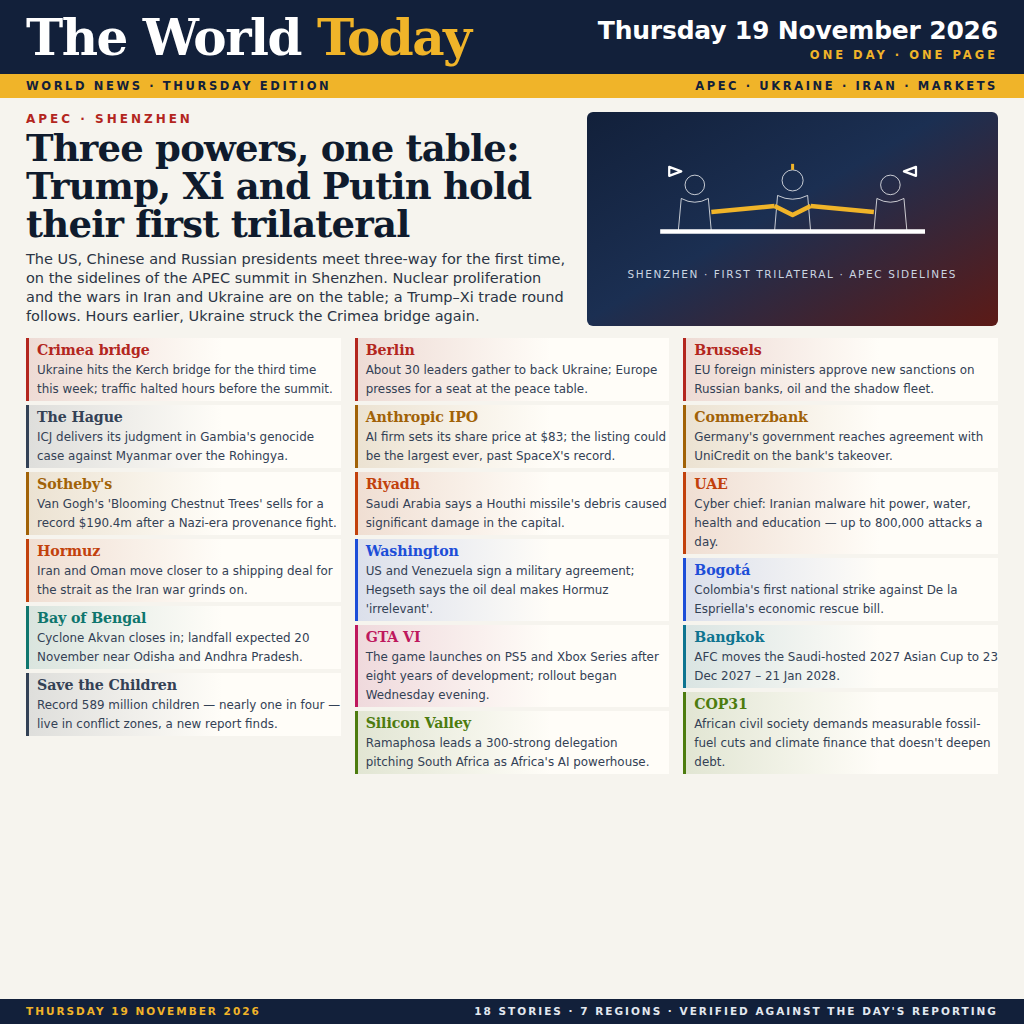 The World Today
Thursday 19 November 2026
ONE DAY · ONE PAGE
WORLD NEWS · THURSDAY EDITION
APEC · UKRAINE · IRAN · MARKETS
APEC · SHENZHEN
Three powers, one table:
Trump, Xi and Putin hold
their first trilateral
The US, Chinese and Russian presidents meet three-way for the first time,
on the sidelines of the APEC summit in Shenzhen. Nuclear proliferation
and the wars in Iran and Ukraine are on the table; a Trump–Xi trade round
follows. Hours earlier, Ukraine struck the Crimea bridge again.
SHENZHEN · FIRST TRILATERAL · APEC SIDELINES
Crimea bridge
Ukraine hits the Kerch bridge for the third time
this week; traffic halted hours before the summit.
The Hague
ICJ delivers its judgment in Gambia's genocide
case against Myanmar over the Rohingya.
Sotheby's
Van Gogh's 'Blooming Chestnut Trees' sells for a
record $190.4m after a Nazi-era provenance fight.
Hormuz
Iran and Oman move closer to a shipping deal for
the strait as the Iran war grinds on.
Bay of Bengal
Cyclone Akvan closes in; landfall expected 20
November near Odisha and Andhra Pradesh.
Save the Children
Record 589 million children — nearly one in four —
live in conflict zones, a new report finds.
Berlin
About 30 leaders gather to back Ukraine; Europe
presses for a seat at the peace table.
Anthropic IPO
AI firm sets its share price at $83; the listing could
be the largest ever, past SpaceX's record.
Riyadh
Saudi Arabia says a Houthi missile's debris caused
significant damage in the capital.
Washington
US and Venezuela sign a military agreement;
Hegseth says the oil deal makes Hormuz
'irrelevant'.
GTA VI
The game launches on PS5 and Xbox Series after
eight years of development; rollout began
Wednesday evening.
Silicon Valley
Ramaphosa leads a 300-strong delegation
pitching South Africa as Africa's AI powerhouse.
Brussels
EU foreign ministers approve new sanctions on
Russian banks, oil and the shadow fleet.
Commerzbank
Germany's government reaches agreement with
UniCredit on the bank's takeover.
UAE
Cyber chief: Iranian malware hit power, water,
health and education — up to 800,000 attacks a
day.
Bogotá
Colombia's first national strike against De la
Espriella's economic rescue bill.
Bangkok
AFC moves the Saudi-hosted 2027 Asian Cup to 23
Dec 2027 – 21 Jan 2028.
COP31
African civil society demands measurable fossil-
fuel cuts and climate finance that doesn't deepen
debt.
THURSDAY 19 NOVEMBER 2026
18 STORIES · 7 REGIONS · VERIFIED AGAINST THE DAY'S REPORTING